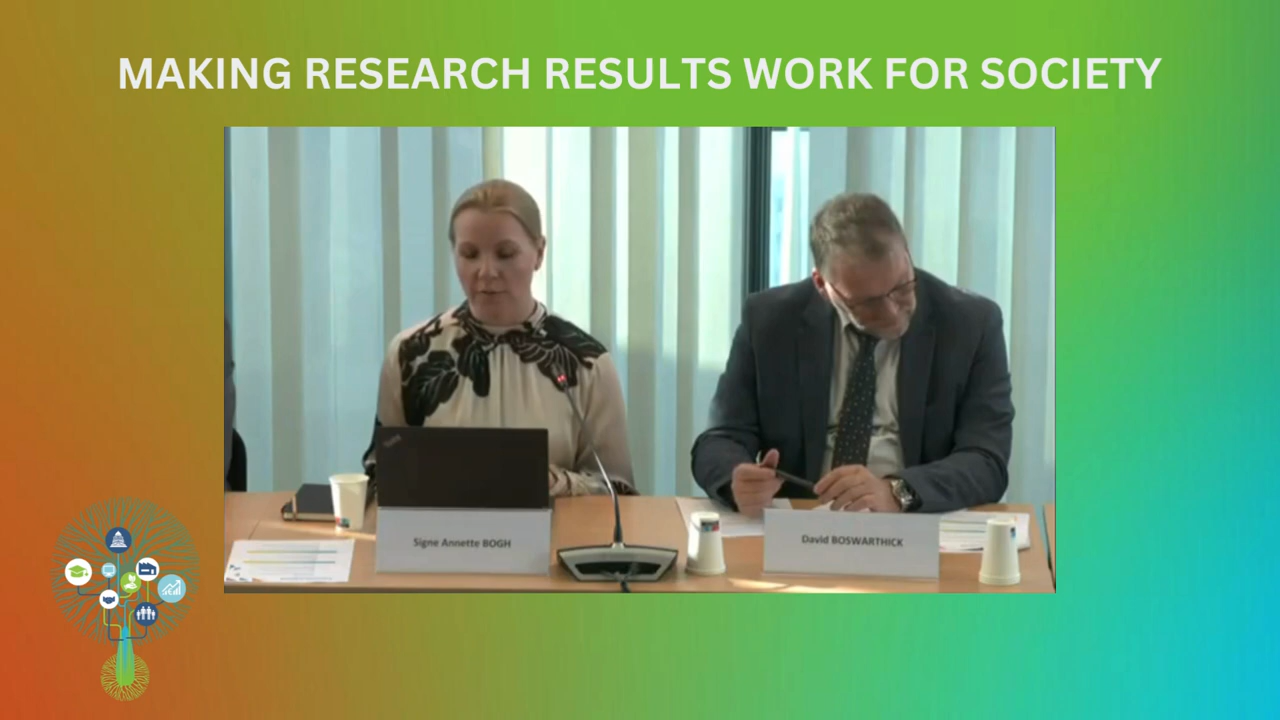 MAKING RESEARCH RESULTS WORK FOR SOCIETY
Signe Annette BOGH
David BOSWARTHICK